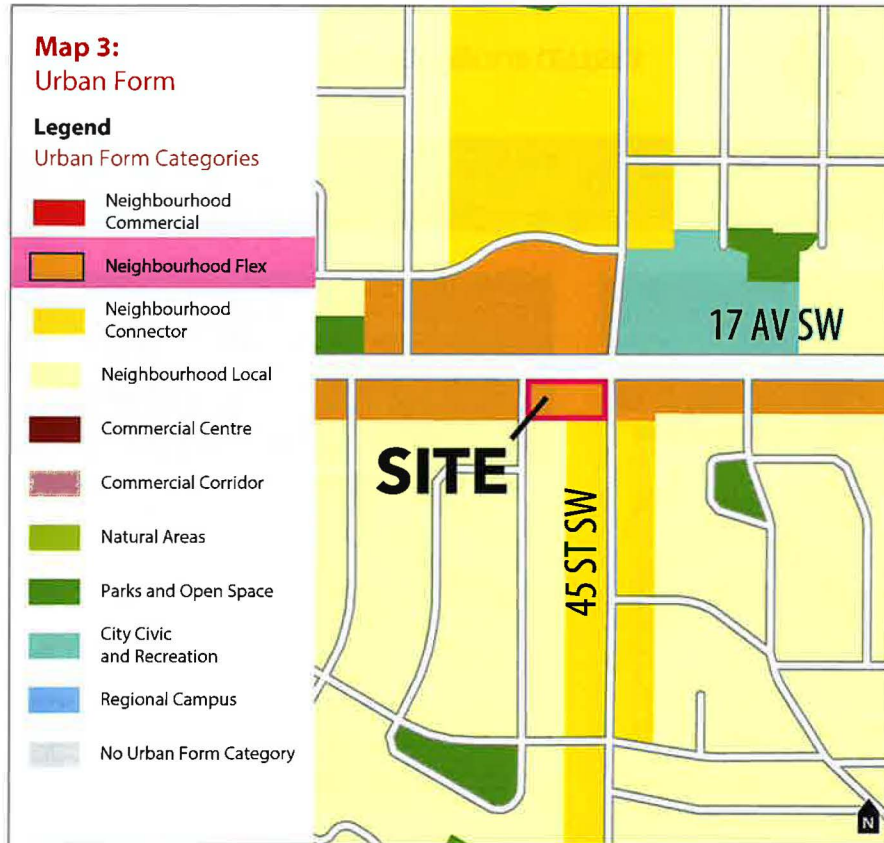 Map 3:
Urban Form
Legend
Urban Form Categories
Neighbourhood
Commercial
Neighbourhood Flex
Neighbourhood
Connector
Neighbourhood Local
Commercial Centre
Commercial Corridor
Natural Areas
Parks and Open Space
City Civic
and Recreation
Regional Campus
No Urban Form Category
17 AV SW
SITE
45 ST SW
N